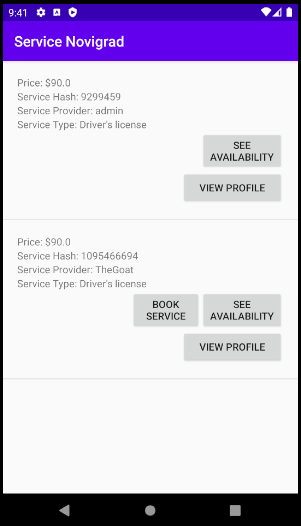 9:41
Service Novigrad
Price: $90.0
Service Hash: 9299459
Service Provider: admin
Service Type: Driver's license
SEE
AVAILABILITY
VIEW PROFILE
Price: $90.0
Service Hash: 1095466694
Service Provider: TheGoat
Service Type: Driver's license
BOOK
SERVICE
SEE
AVAILABILITY
VIEW PROFILE